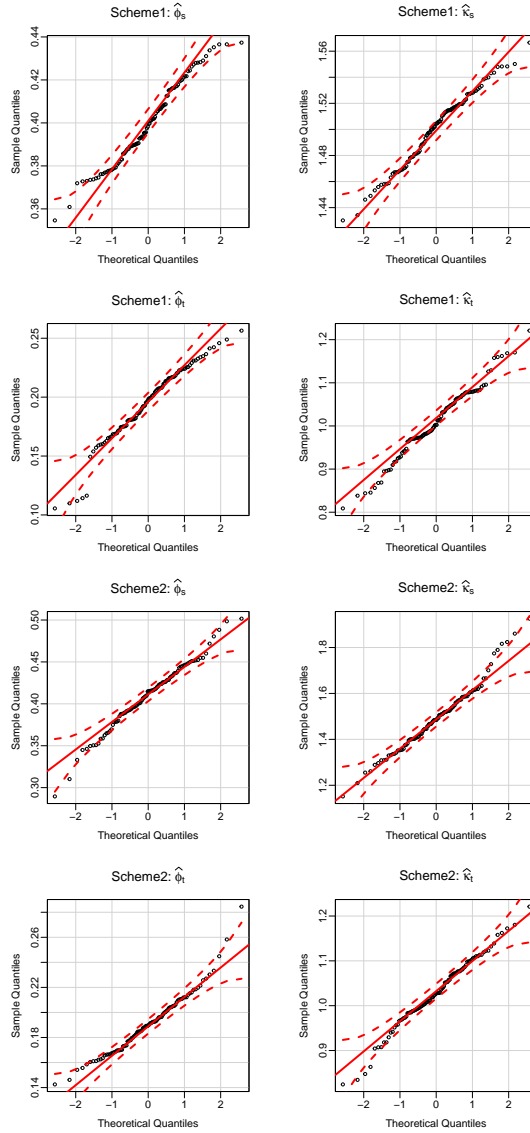 Scheme1: φ̂s
Sample Quantiles
0.36 0.38 0.40 0.42 0.44
−2 −1 0 1 2
Theoretical Quantiles
Scheme1: κ̂s
Sample Quantiles
1.44 1.48 1.52 1.56
−2 −1 0 1 2
Theoretical Quantiles
Scheme1: φ̂t
Sample Quantiles
0.10 0.15 0.20 0.25
−2 −1 0 1 2
Theoretical Quantiles
Scheme1: κ̂t
Sample Quantiles
0.8 0.9 1.0 1.1 1.2
−2 −1 0 1 2
Theoretical Quantiles
Scheme2: φ̂s
Sample Quantiles
0.30 0.35 0.40 0.45 0.50
−2 −1 0 1 2
Theoretical Quantiles
Scheme2: κ̂s
Sample Quantiles
1.2 1.4 1.6 1.8
−2 −1 0 1 2
Theoretical Quantiles
Scheme2: φ̂t
Sample Quantiles
0.14 0.18 0.22 0.26
−2 −1 0 1 2
Theoretical Quantiles
Scheme2: κ̂t
Sample Quantiles
0.9 1.0 1.1 1.2
−2 −1 0 1 2
Theoretical Quantiles